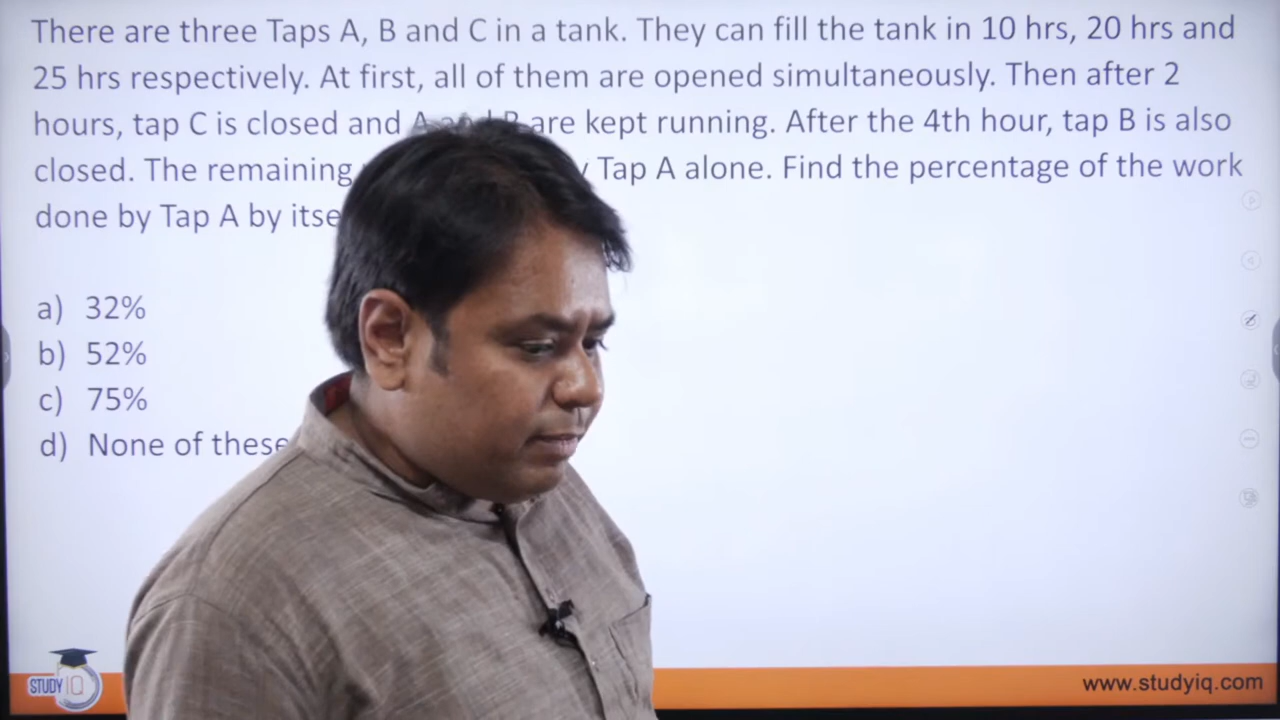 There are three Taps A, B and C in a tank. They can fill the tank in 10 hrs, 20 hrs and
25 hrs respectively. At first, all of them are opened simultaneously. Then after 2
hours, tap C is closed and A and B are kept running. After the 4th hour, tap B is also
closed. The remaining Tap A alone. Find the percentage of the work
done by Tap A by
a) 32%
b) 52%
c) 75%
d) None of these
STUDY IQ
www.studyiq.com